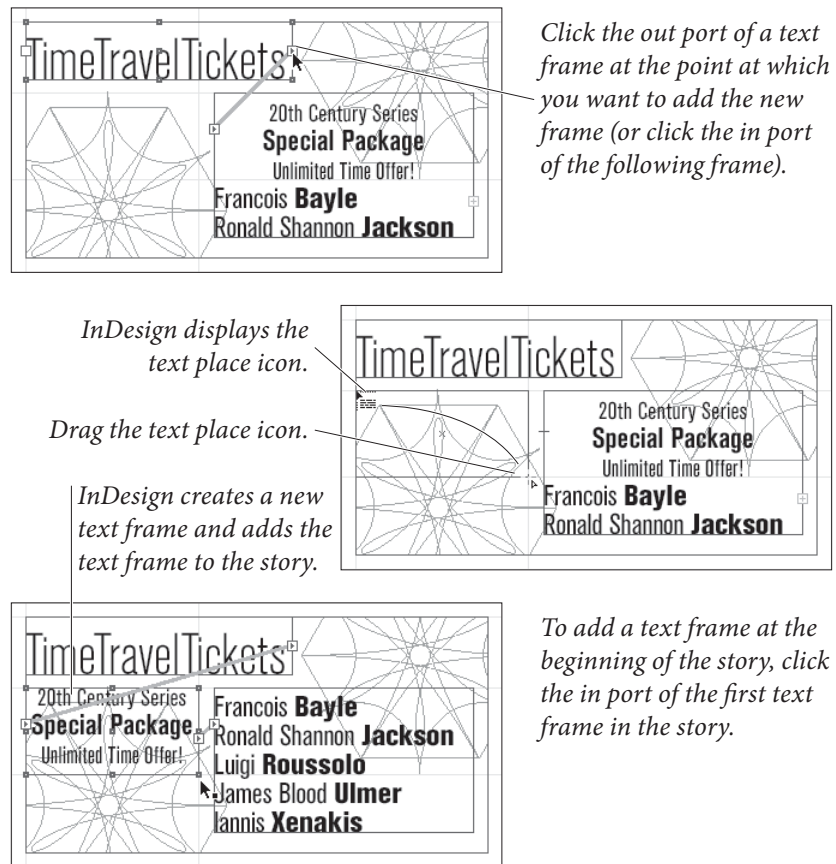 TimeTravelTickets
20th Century Series
Special Package
Unlimited Time Offer!
Francois Bayle
Ronald Shannon Jackson
Click the out port of a text
frame at the point at which
you want to add the new
frame (or click the in port
of the following frame).
InDesign displays the
text place icon.
Drag the text place icon.
InDesign creates a new
text frame and adds the
text frame to the story.
TimeTravelTickets
20th Century Series
Special Package
Unlimited Time Offer!
Francois Bayle
Ronald Shannon Jackson
TimeTravelTickets
20th Century Series
Special Package
Unlimited Time Offer!
Francois Bayle
Ronald Shannon Jackson
Luigi Roussolo
James Blood Ulmer
Iannis Xenakis
To add a text frame at the
beginning of the story, click
the in port of the first text
frame in the story.